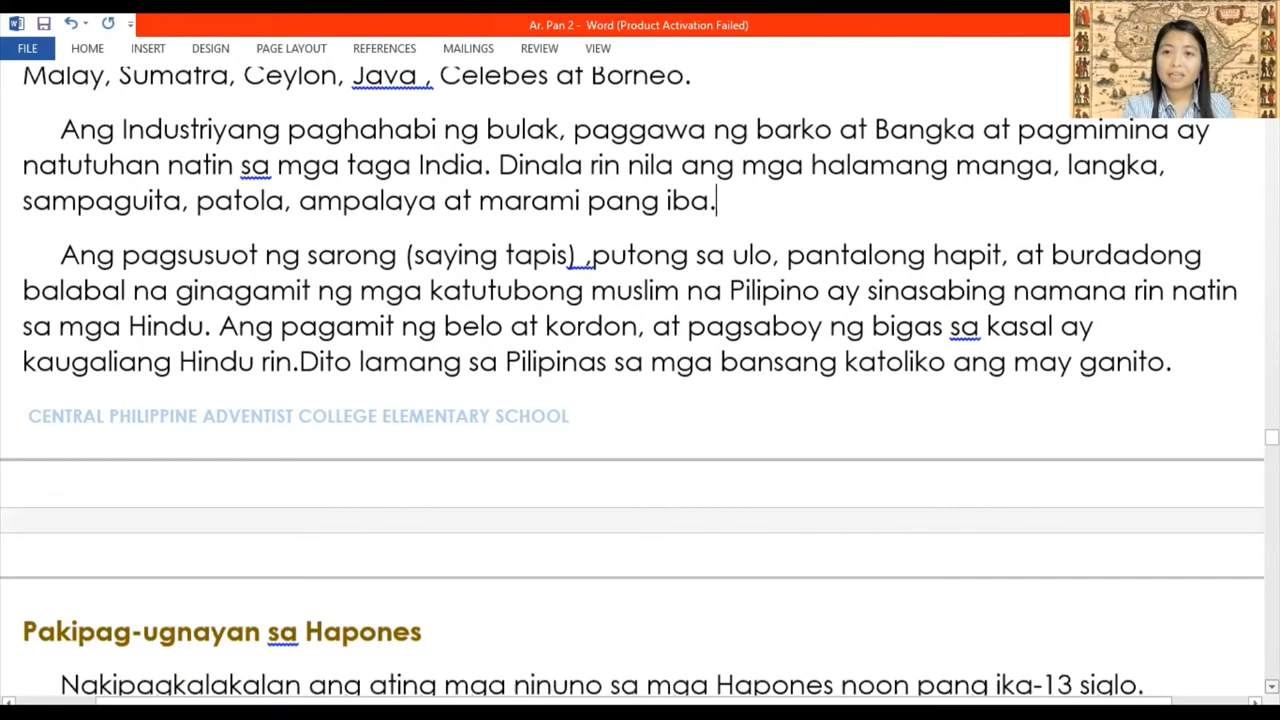 Ar. Pan 2 - Word (Product Activation Failed)
FILE HOME INSERT DESIGN PAGE LAYOUT REFERENCES MAILINGS REVIEW VIEW
Malay, Sumatra, Ceylon, Java , Celebes at Borneo.
Ang Industriyang paghahabi ng bulak, paggawa ng barko at Bangka at pagmimina ay
natutuhan natin sa mga taga India. Dinala rin nila ang mga halamang manga, langka,
sampaguita, patola, ampalaya at marami pang iba.
Ang pagsusuot ng sarong (saying tapis) ,putong sa ulo, pantalong hapit, at burdadong
balabal na ginagamit ng mga katutubong muslim na Pilipino ay sinasabing namana rin natin
sa mga Hindu. Ang pagamit ng belo at kordon, at pagsaboy ng bigas sa kasal ay
kaugaliang Hindu rin.Dito lamang sa Pilipinas sa mga bansang katoliko ang may ganito.
CENTRAL PHILIPPINE ADVENTIST COLLEGE ELEMENTARY SCHOOL
Pakipag-ugnayan sa Hapones
Nakipagkalakalan ang ating mga ninuno sa mga Hapones noon pang ika-13 siglo.